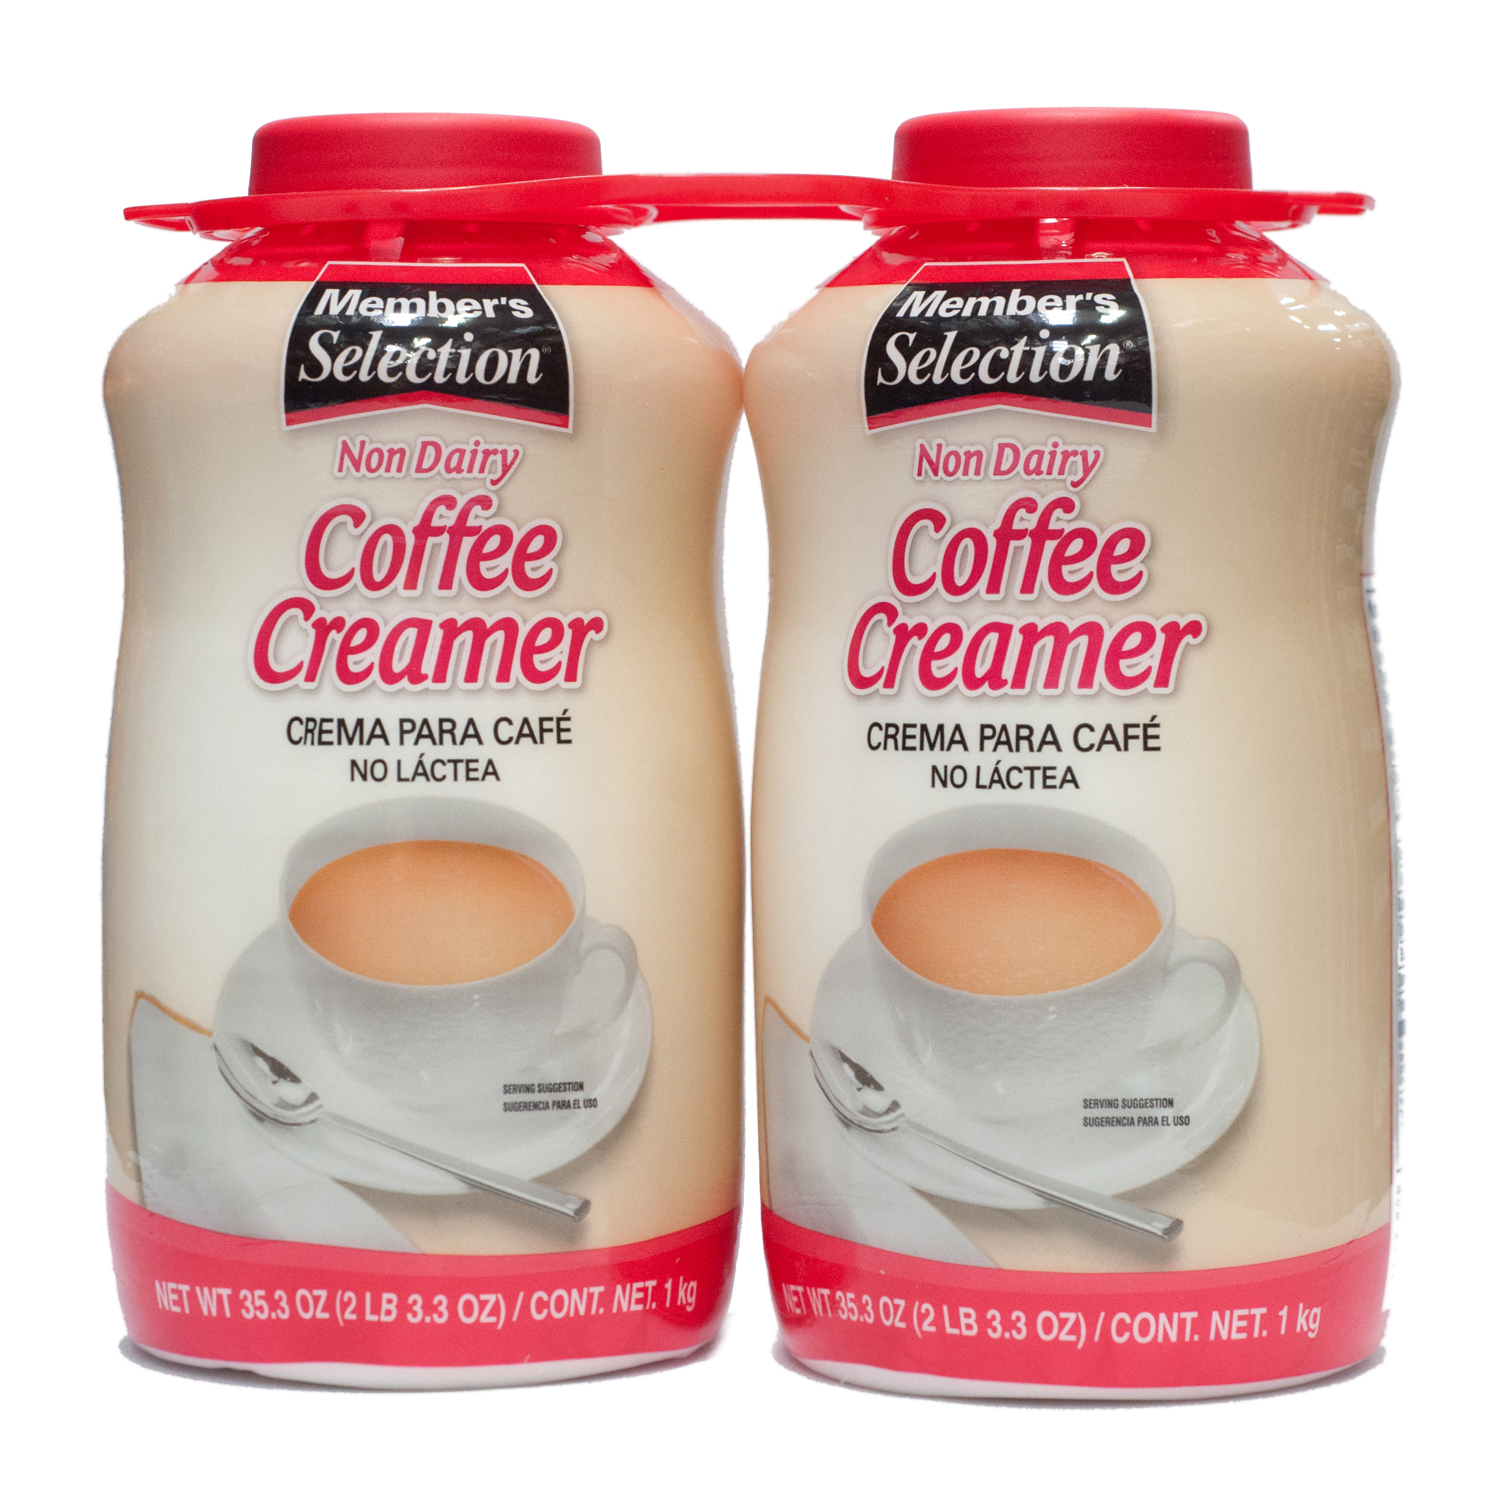 Member's
Selection®
Non Dairy
Coffee
Creamer
CREMA PARA CAFÉ
NO LÁCTEA
SERVING SUGGESTION
SUGERENCIA PARA EL USO
NET WT 35.3 OZ (2 LB 3.3 OZ) / CONT. NET. 1 kg
Member's
Selection®
Non Dairy
Coffee
Creamer
CREMA PARA CAFÉ
NO LÁCTEA
SERVING SUGGESTION
SUGERENCIA PARA EL USO
NET WT 35.3 OZ (2 LB 3.3 OZ) / CONT. NET. 1 kg